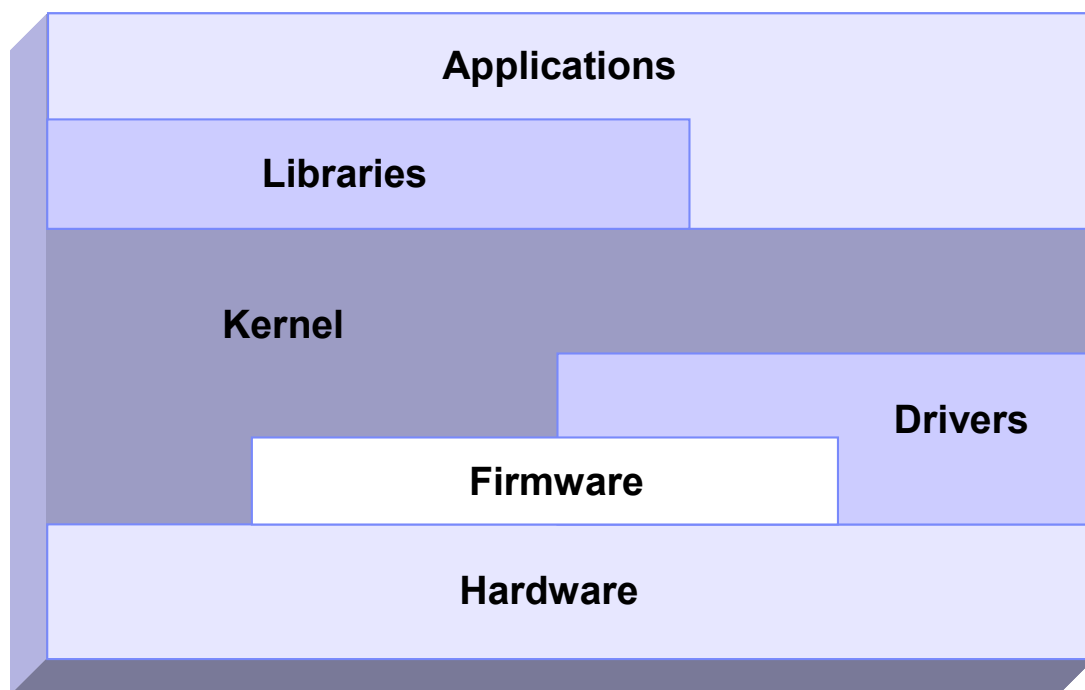 Applications
Libraries
Kernel
Drivers
Firmware
Hardware